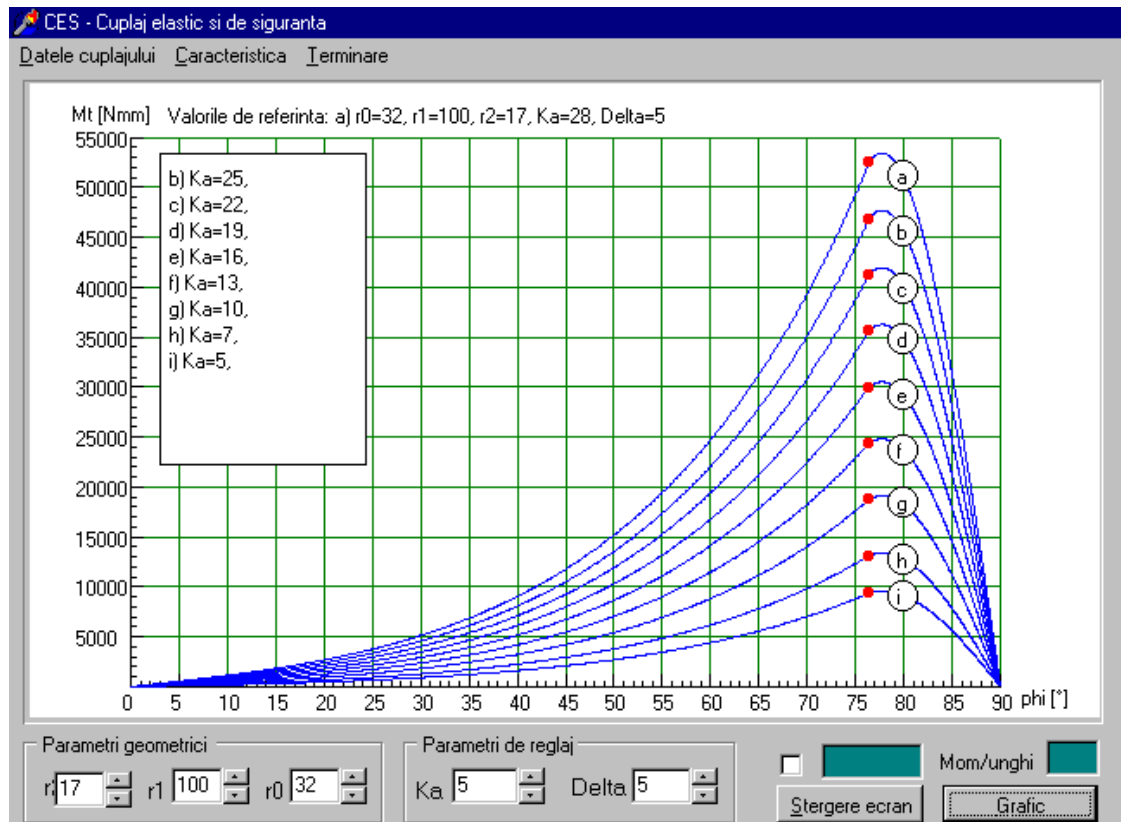 CES - Cuplaj elastic si de siguranta
Datele cuplajului Caracteristica Terminare
Mt [Nmm] Valorile de referinta: a) r0=32, r1=100, r2=17, Ka=28, Delta=5
55000
50000
45000
40000
35000
30000
25000
20000
15000
10000
5000
b) Ka=25,
c) Ka=22,
d) Ka=19,
e) Ka=16,
f) Ka=13,
g) Ka=10,
h) Ka=7,
i) Ka=5,
a
b
c
d
e
f
g
h
i
0 5 10 15 20 25 30 35 40 45 50 55 60 65 70 75 80 85 90 phi [°]
Parametri geometrici
17 r1 100 r0 32
Parametri de reglaj
Ka 5 Delta 5
Mom/unghi
Stergere ecran
Grafic